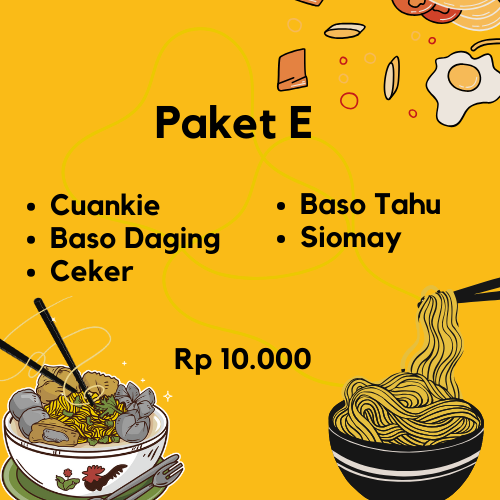 Paket E
• Cuankie
• Baso Daging
• Ceker
• Baso Tahu
• Siomay
Rp 10.000